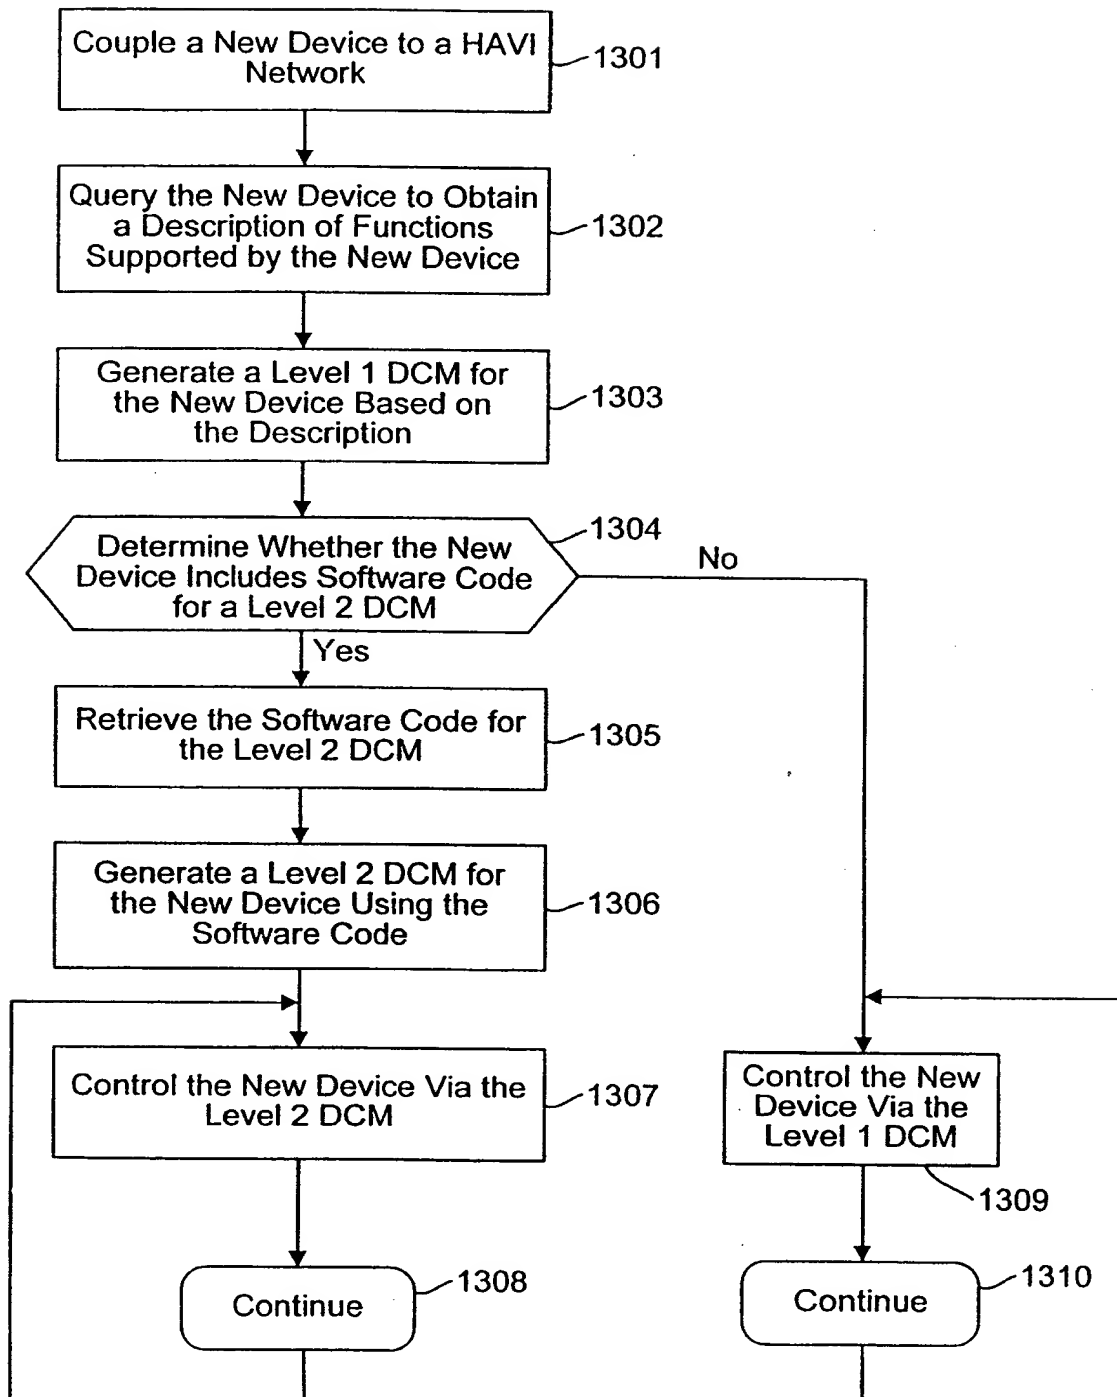 Couple a New Device to a HAVI
Network
1301
Query the New Device to Obtain
a Description of Functions
Supported by the New Device
1302
Generate a Level 1 DCM for
the New Device Based on
the Description
1303
Determine Whether the New
Device Includes Software Code
for a Level 2 DCM
1304
No
Yes
Retrieve the Software Code for
the Level 2 DCM
1305
Generate a Level 2 DCM for
the New Device Using the
Software Code
1306
Control the New Device Via the
Level 2 DCM
1307
Control the New
Device Via the
Level 1 DCM
1309
Continue
1308
Continue
1310